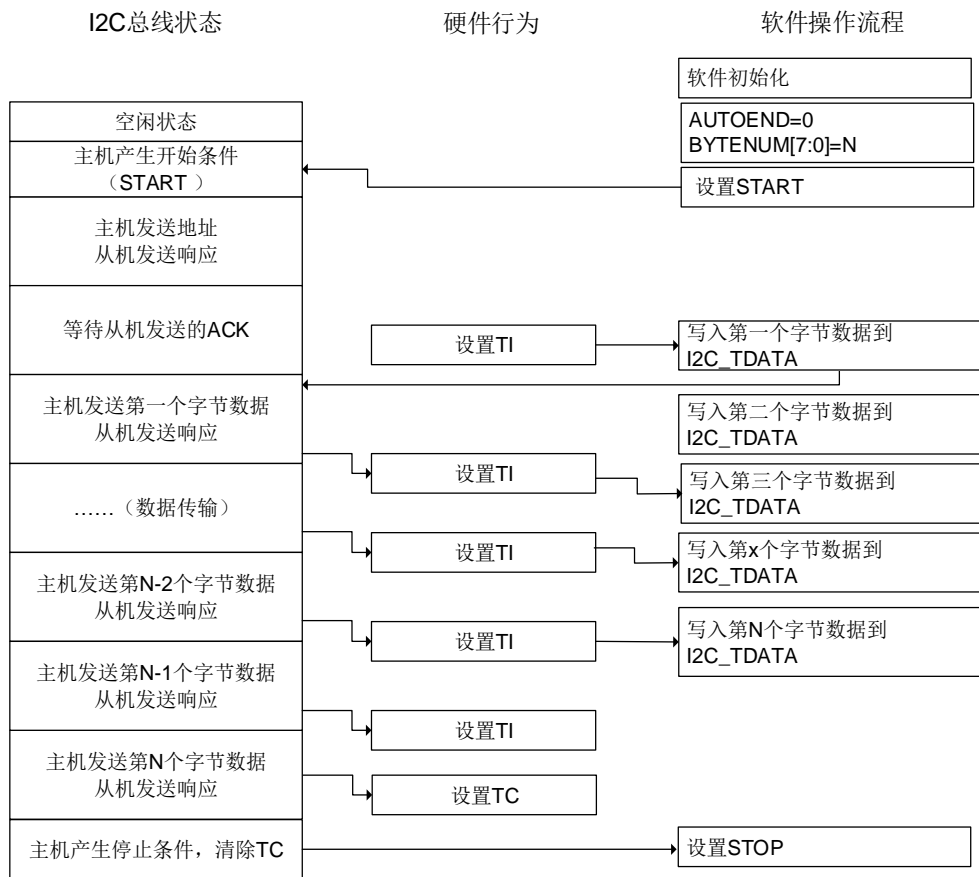 I2C总线状态
硬件行为
软件操作流程
软件初始化
空闲状态
AUTOEND=0
BYTENUM[7:0]=N
主机产生开始条件
（START ）
设置START
主机发送地址
从机发送响应
等待从机发送的ACK
设置TI
写入第一个字节数据到
I2C_TDATA
主机发送第一个字节数据
从机发送响应
写入第二个字节数据到
I2C_TDATA
设置TI
写入第三个字节数据到
I2C_TDATA
……（数据传输）
设置TI
写入第x个字节数据到
I2C_TDATA
主机发送第N-2个字节数据
从机发送响应
设置TI
写入第N个字节数据到
I2C_TDATA
主机发送第N-1个字节数据
从机发送响应
设置TI
主机发送第N个字节数据
从机发送响应
设置TC
主机产生停止条件，清除TC
设置STOP